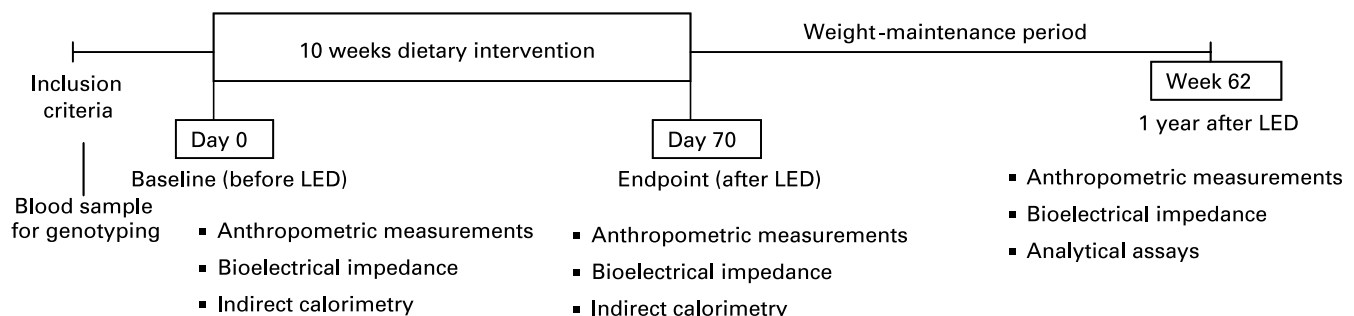 10 weeks dietary intervention
Weight-maintenance period
Inclusion
criteria
Day 0
Day 70
Week 62
Baseline (before LED)
Endpoint (after LED)
1 year after LED
Blood sample
for genotyping
▪ Anthropometric measurements
▪ Bioelectrical impedance
▪ Indirect calorimetry
▪ Anthropometric measurements
▪ Bioelectrical impedance
▪ Indirect calorimetry
▪ Anthropometric measurements
▪ Bioelectrical impedance
▪ Analytical assays